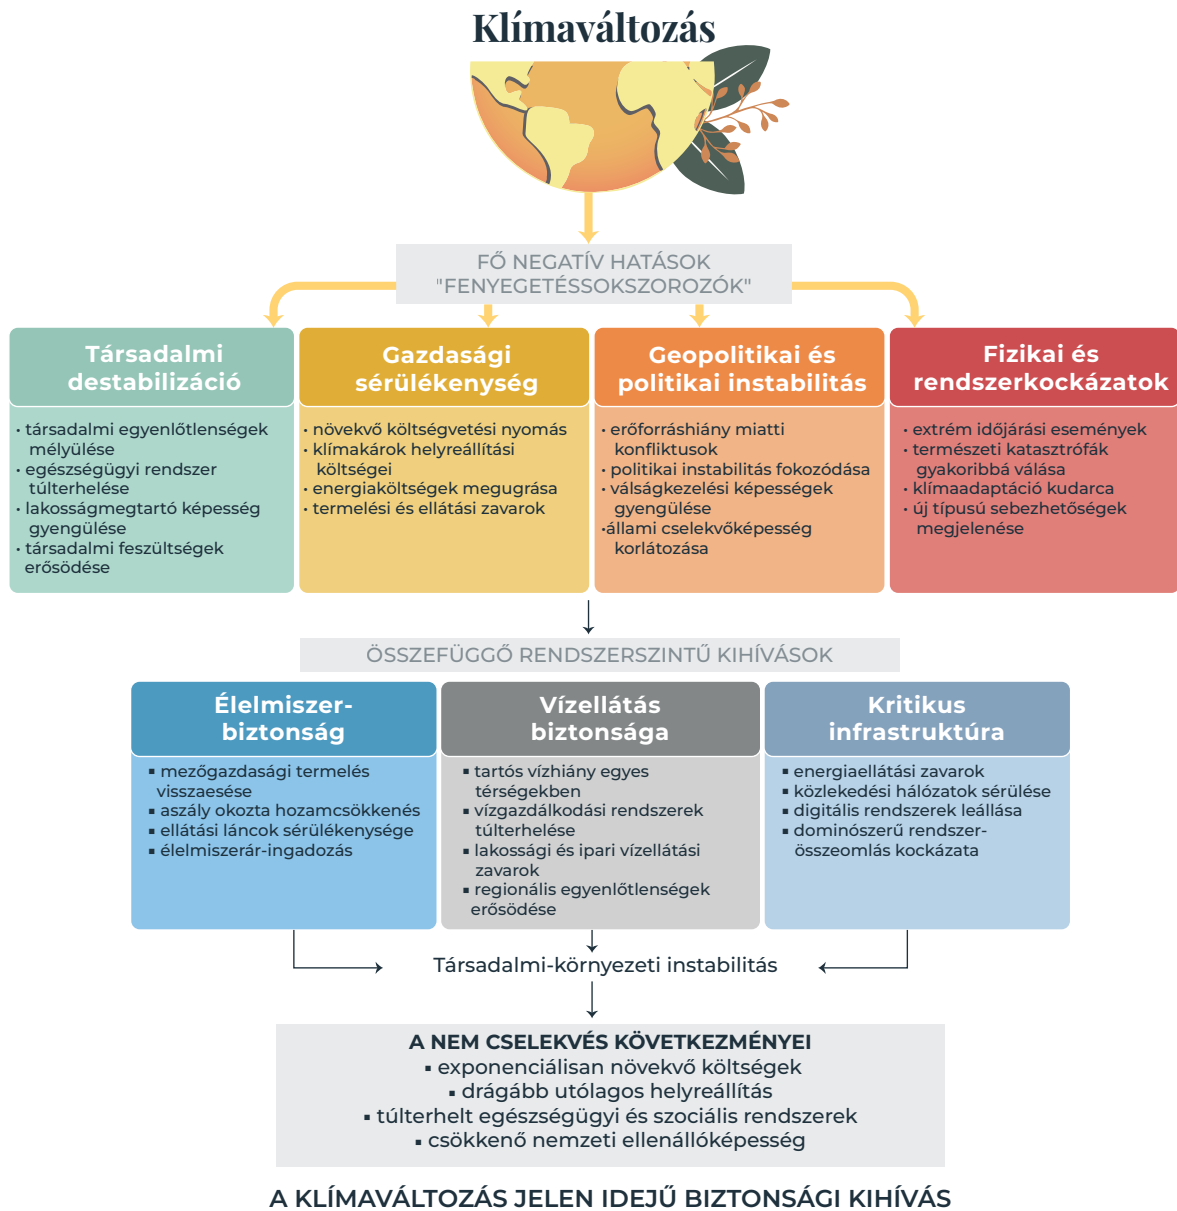 Klímaváltozás
FŐ NEGATÍV HATÁSOK
"FENYEGETÉSSOKSZOROZÓK"
Társadalmi
destabilizáció
• társadalmi egyenlőtlenségek
mélyülése
• egészségügyi rendszer
túlterhelése
• lakosságmegtartó képesség
gyengülése
• társadalmi feszültségek
erősödése
Gazdasági
sérülékenység
• növekvő költségvetési nyomás
• klímakárok helyreállítási
költségei
• energiaköltségek megugrása
• termelési és ellátási zavarok
Geopolitikai és
politikai instabilitás
• erőforráshiány miatti
konfliktusok
• politikai instabilitás fokozódása
• válságkezelési képességek
gyengülése
•állami cselekvőképesség
korlátozása
Fizikai és
rendszerkockázatok
• extrém időjárási események
• természeti katasztrófák
gyakoribbá válása
• klímaadaptáció kudarca
• új típusú sebezhetőségek
megjelenése
ÖSSZEFÜGGŐ RENDSZERSZINTŰ KIHÍVÁSOK
Élelmiszer-
biztonság
▪ mezőgazdasági termelés
visszaesése
▪ aszály okozta hozamcsökkenés
▪ ellátási láncok sérülékenysége
▪ élelmiszerár-ingadozás
Vízellátás
biztonsága
▪ tartós vízhiány egyes
térségekben
▪ vízgazdálkodási rendszerek
túlterhelése
▪ lakossági és ipari vízellátási
zavarok
▪ regionális egyenlőtlenségek
erősödése
Kritikus
infrastruktúra
▪ energiaellátási zavarok
▪ közlekedési hálózatok sérülése
▪ digitális rendszerek leállása
▪ dominószerű rendszer-
összeomlás kockázata
Társadalmi-környezeti instabilitás
A NEM CSELEKVÉS KÖVETKEZMÉNYEI
▪ exponenciálisan növekvő költségek
▪ drágább utólagos helyreállítás
▪ túlterhelt egészségügyi és szociális rendszerek
▪ csökkenő nemzeti ellenállóképesség
A KLÍMAVÁLTOZÁS JELEN IDEJŰ BIZTONSÁGI KIHÍVÁS